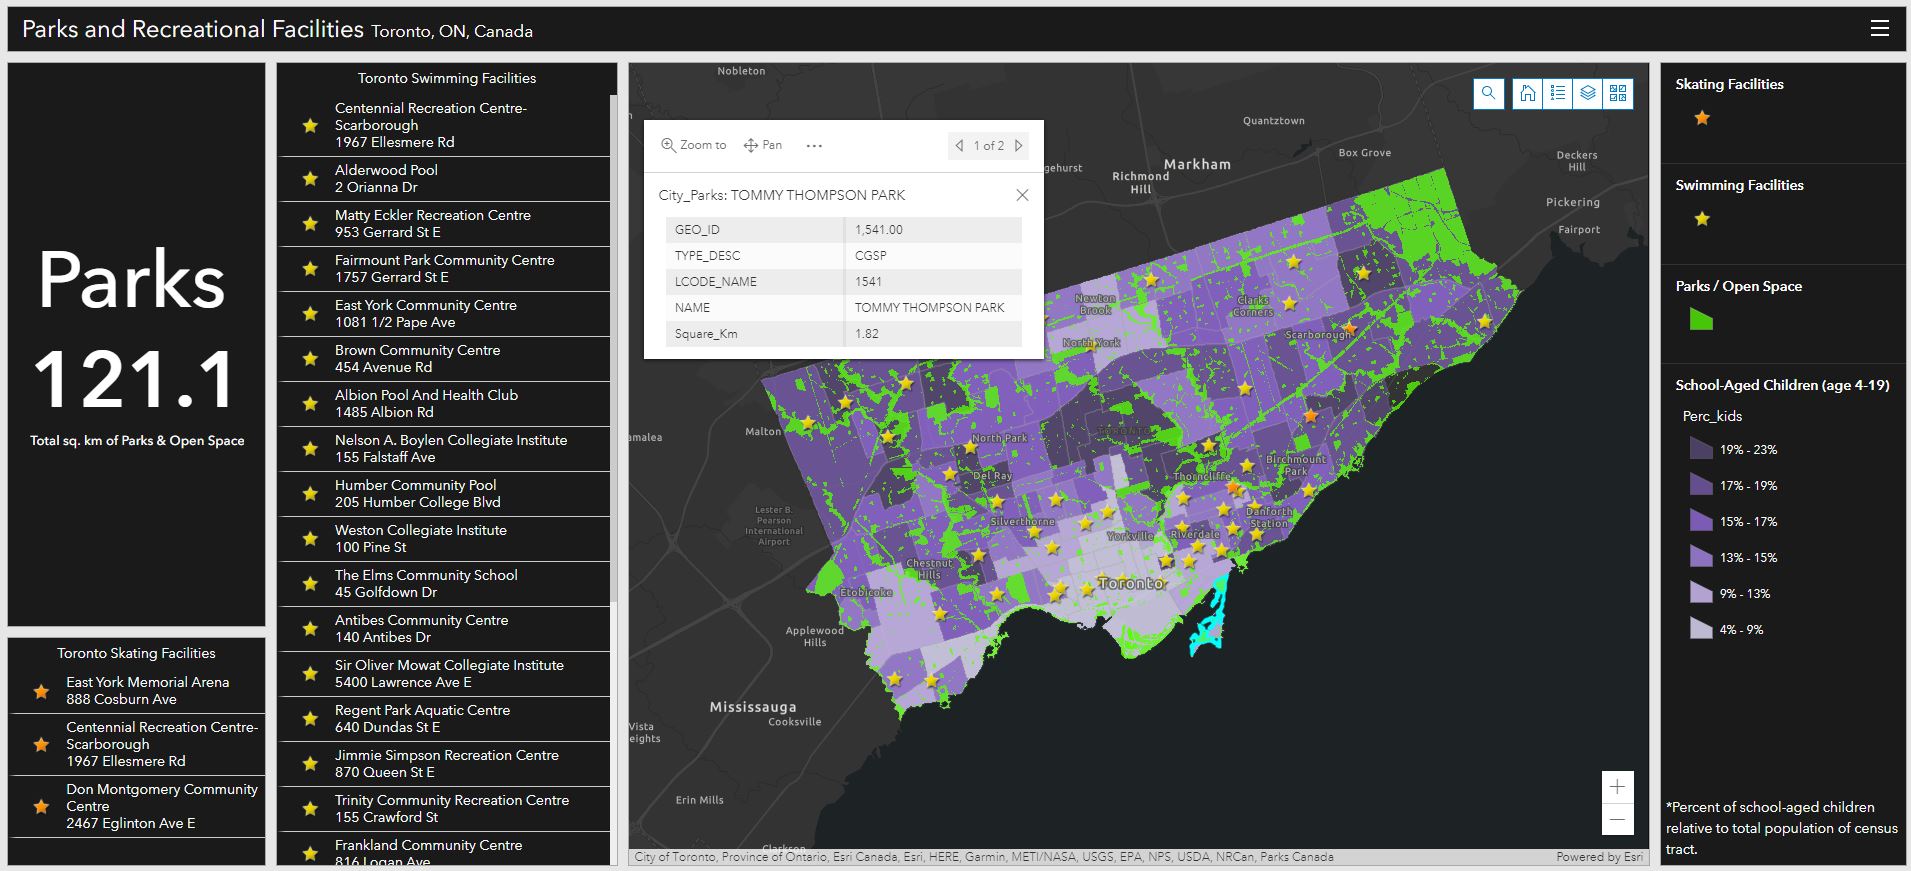 Parks and Recreational Facilities Toronto, ON, Canada
Parks
121.1
Total sq. km of Parks & Open Space
Toronto Skating Facilities
East York Memorial Arena
888 Cosburn Ave
Centennial Recreation Centre-
Scarborough
1967 Ellesmere Rd
Don Montgomery Community
Centre
2467 Eglinton Ave E
Toronto Swimming Facilities
Centennial Recreation Centre-
Scarborough
1967 Ellesmere Rd
Alderwood Pool
2 Orianna Dr
Matty Eckler Recreation Centre
953 Gerrard St E
Fairmount Park Community Centre
1757 Gerrard St E
East York Community Centre
1081 1/2 Pape Ave
Brown Community Centre
454 Avenue Rd
Albion Pool And Health Club
1485 Albion Rd
Nelson A. Boylen Collegiate Institute
155 Falstaff Ave
Humber Community Pool
205 Humber College Blvd
Weston Collegiate Institute
100 Pine St
The Elms Community School
45 Golfdown Dr
Antibes Community Centre
140 Antibes Dr
Sir Oliver Mowat Collegiate Institute
5400 Lawrence Ave E
Regent Park Aquatic Centre
640 Dundas St E
Jimmie Simpson Recreation Centre
870 Queen St E
Trinity Community Recreation Centre
155 Crawford St
Frankland Community Centre
816 Logan Ave
Nobleton
Quantztown
Box Grove
Deckers
Hill
gehurst
Markham
Richmond
Hill
Pickering
Fairport
Zoom to
Pan
1 of 2
City_Parks: TOMMY THOMPSON PARK
GEO_ID 1,541.00
TYPE_DESC CGSP
LCODE_NAME 1541
NAME TOMMY THOMPSON PARK
Square_Km 1.82
Newton
Brook
Clarks
Corners
North York
Scarborough
Malton
amalea
North Park
TORONTO
Del Ray
Birchmount
Park
Thorncliffe
Lester B.
Pearson
International
Airport
Silverthorne
Danforth
Station
Yorkville
Riverdale
Chestnut
Hills
Etobicoke
Toronto
Applewood
Hills
Mississauga
Cooksville
Vista
eights
Erin Mills
Clarkson
City of Toronto, Province of Ontario, Esri Canada, Esri, HERE, Garmin, METI/NASA, USGS, EPA, NPS, USDA, NRCan, Parks Canada
Powered by Esri
Skating Facilities
Swimming Facilities
Parks / Open Space
School-Aged Children (age 4-19)
Perc_kids
19% - 23%
17% - 19%
15% - 17%
13% - 15%
9% - 13%
4% - 9%
*Percent of school-aged children
relative to total population of census
tract.